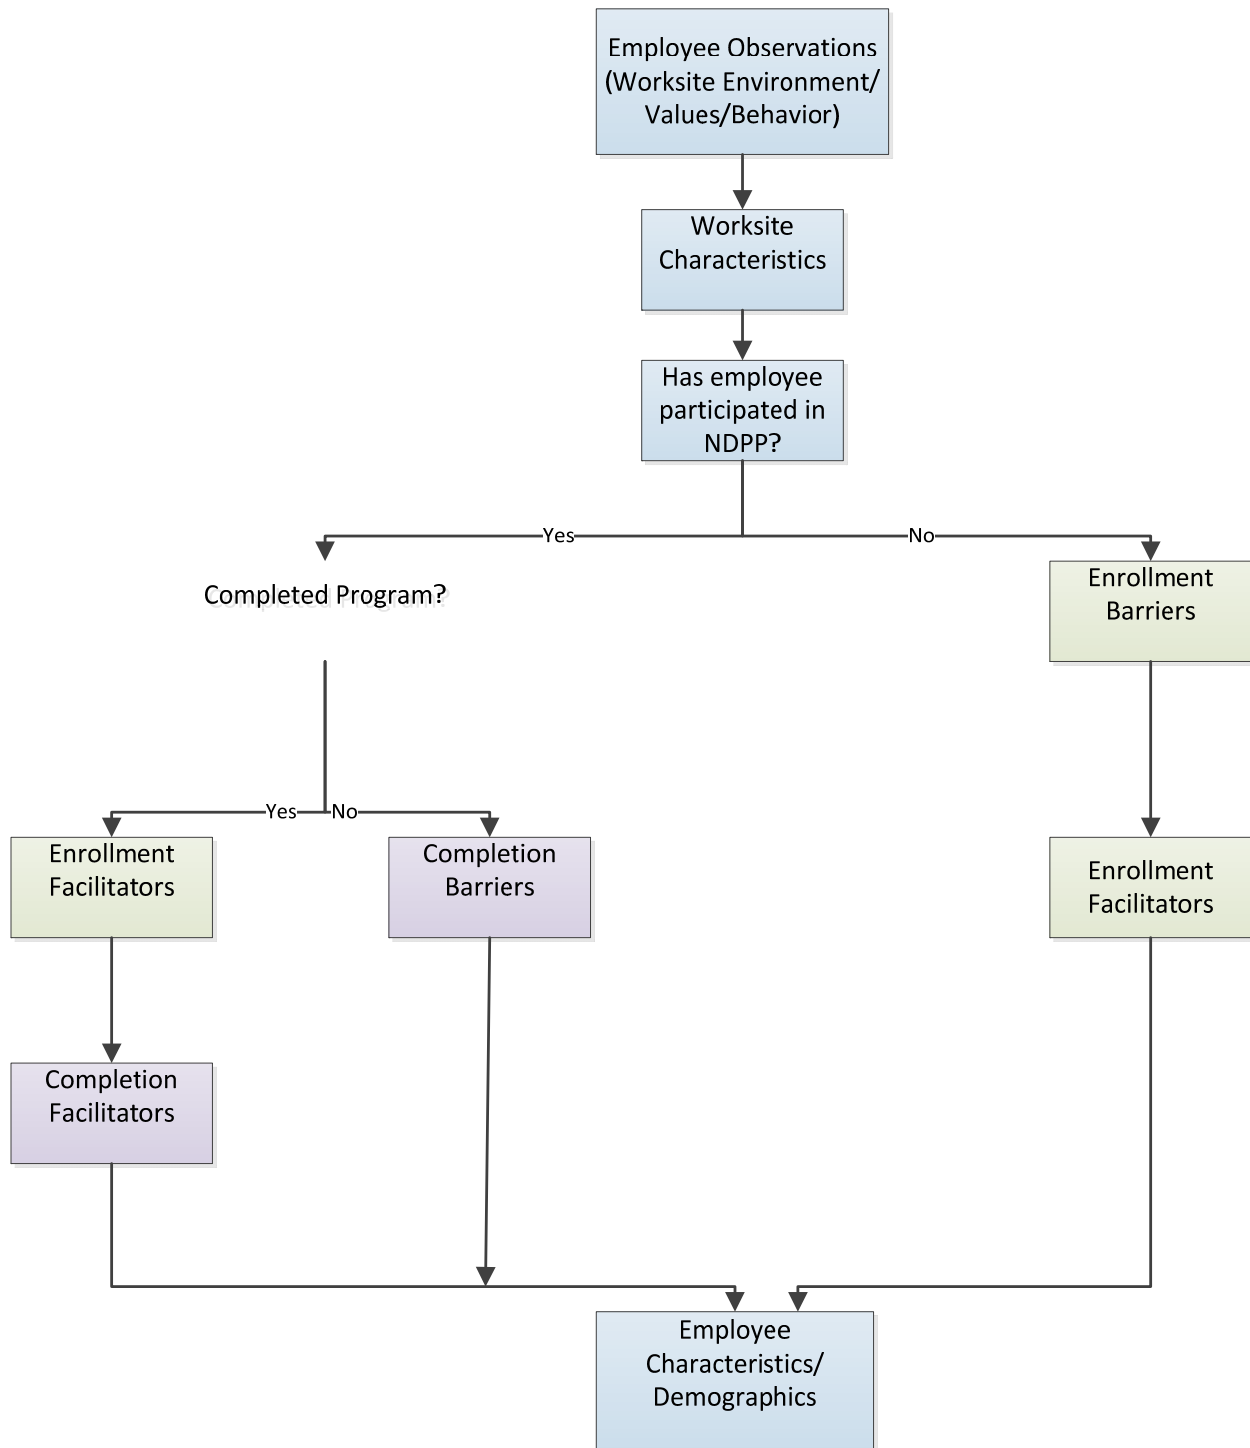 Employee Observations
(Worksite Environment/
Values/Behavior)
Worksite
Characteristics
Has employee
participated in
NDPP?
Yes
No
Completed Program?
Enrollment
Barriers
Yes
No
Enrollment
Facilitators
Completion
Barriers
Enrollment
Facilitators
Completion
Facilitators
Employee
Characteristics/
Demographics